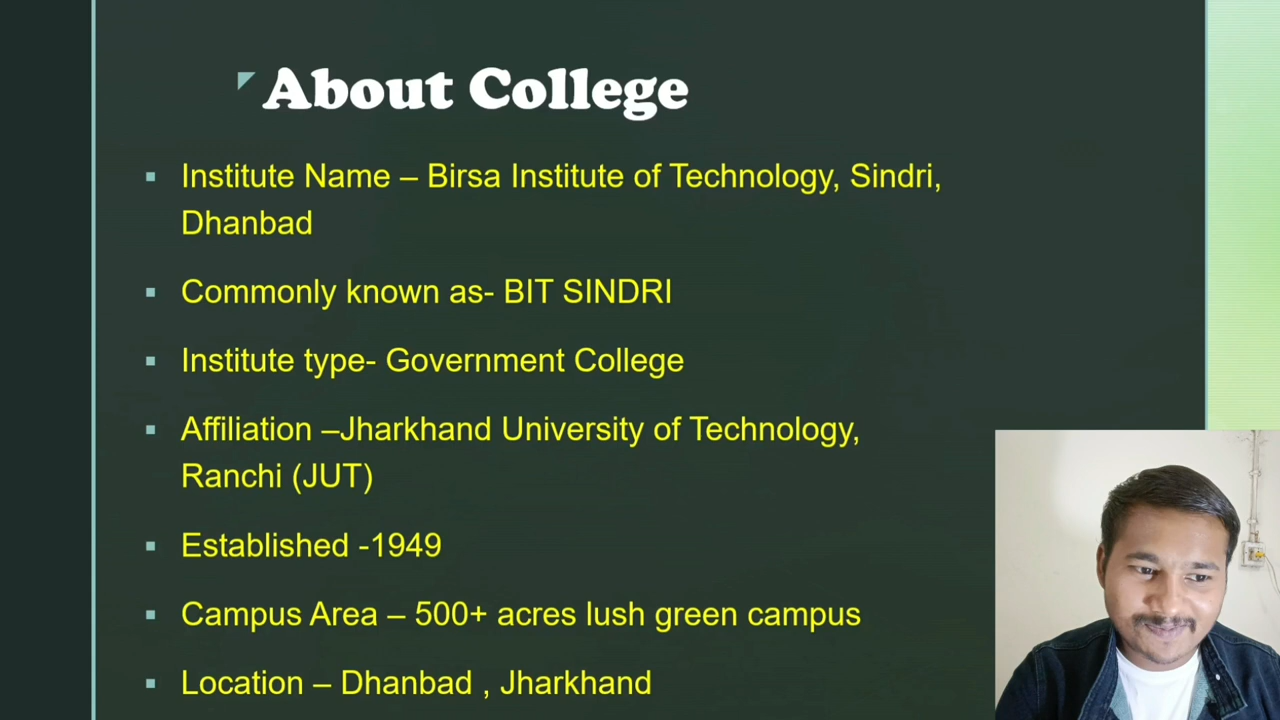 About College
Institute Name – Birsa Institute of Technology, Sindri,
Dhanbad
Commonly known as- BIT SINDRI
Institute type- Government College
Affiliation –Jharkhand University of Technology,
Ranchi (JUT)
Established -1949
Campus Area – 500+ acres lush green campus
Location – Dhanbad , Jharkhand